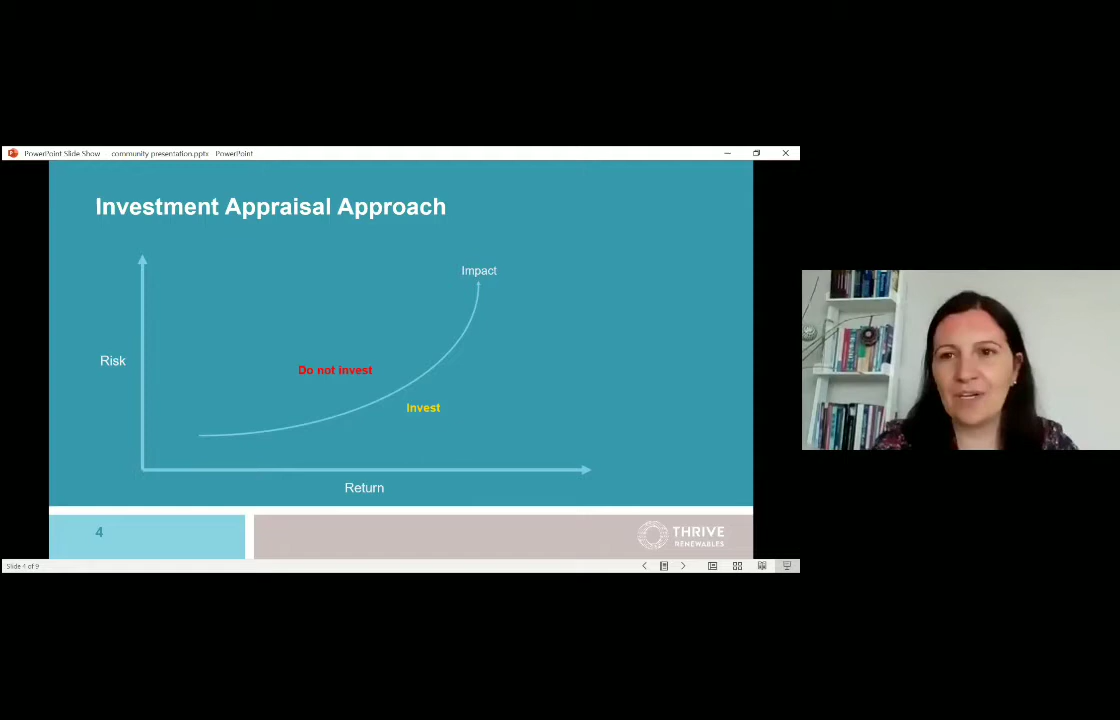 PowerPoint Slide Show community presentation.pptx PowerPoint
Investment Appraisal Approach
Impact
Risk
Do not invest
Invest
Return
4
THRIVE
RENEWABLES
Slide 4 of 9